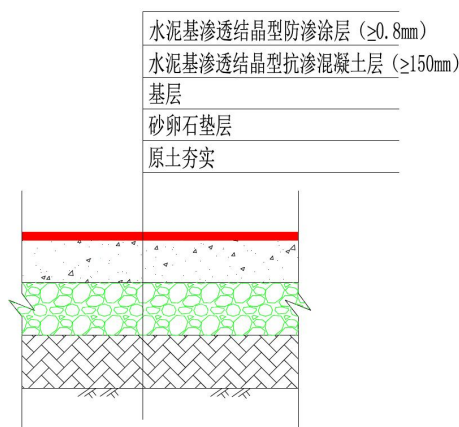 水泥基渗透结晶型防渗涂层（≥0.8mm）
水泥基渗透结晶型抗渗混凝土层（≥150mm）
基层
砂卵石垫层
原土夯实